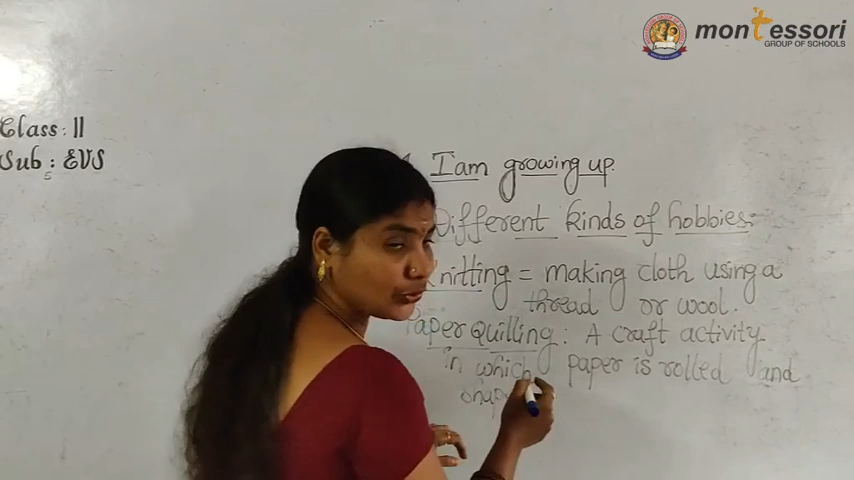 montessori
GROUP OF SCHOOLS
Class: II
Sub: EVS
I am growing up.
Different kinds of hobbies:
Knitting = making cloth using a
thread or wool.
Paper Quilling: A craft activity
in which paper is rolled and